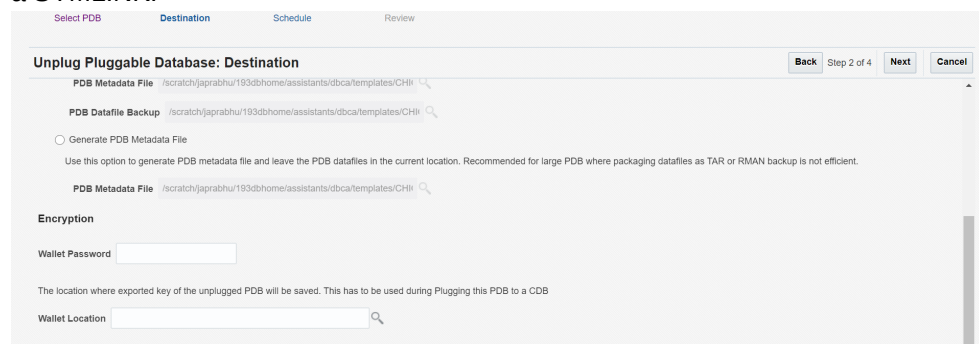 Select PDB Destination Schedule Review
Unplug Pluggable Database: Destination Back Step 2 of 4 Next Cancel
PDB Metadata File /scratch/japrabhu/193dbhome/assistants/dbca/templates/CHI
PDB Datafile Backup /scratch/japrabhu/193dbhome/assistants/dbca/templates/CHI
Generate PDB Metadata File
Use this option to generate PDB metadata file and leave the PDB datafiles in the current location. Recommended for large PDB where packaging datafiles as TAR or RMAN backup is not efficient.
PDB Metadata File /scratch/japrabhu/193dbhome/assistants/dbca/templates/CHI
Encryption
Wallet Password
The location where exported key of the unplugged PDB will be saved. This has to be used during Plugging this PDB to a CDB
Wallet Location